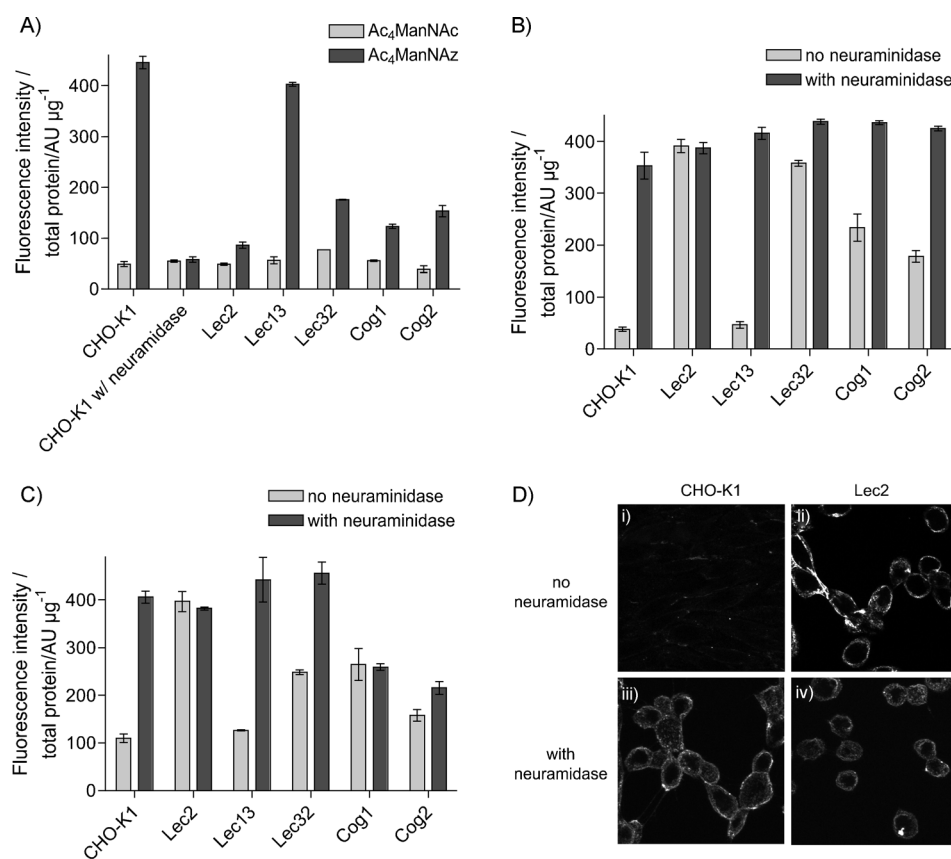 A)
Ac₄ManNAc
Ac₄ManNAz
Fluorescence intensity /
total protein/AU µg⁻¹
400
300
200
100
0
CHO-K1
CHO-K1 w/ neuramidase
Lec2
Lec13
Lec32
Cog1
Cog2
B)
no neuraminidase
with neuraminidase
Fluorescence intensity /
total protein/AU µg⁻¹
400
300
200
100
0
CHO-K1
Lec2
Lec13
Lec32
Cog1
Cog2
C)
no neuraminidase
with neuraminidase
Fluorescence intensity /
total protein/AU µg⁻¹
400
300
200
100
0
CHO-K1
Lec2
Lec13
Lec32
Cog1
Cog2
D)
CHO-K1
Lec2
no
neuramidase
with
neuramidase
i)
ii)
iii)
iv)